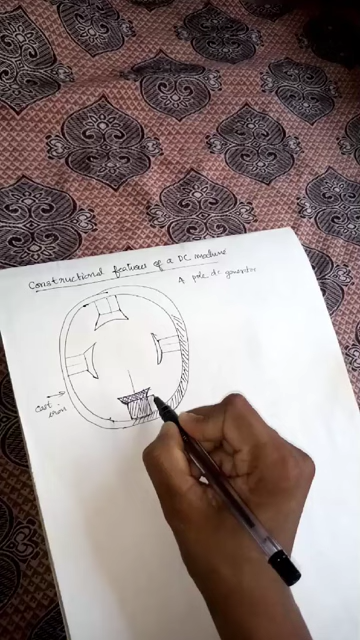 Constructional features of a DC machine
4 pole dc generator
Cast
iron